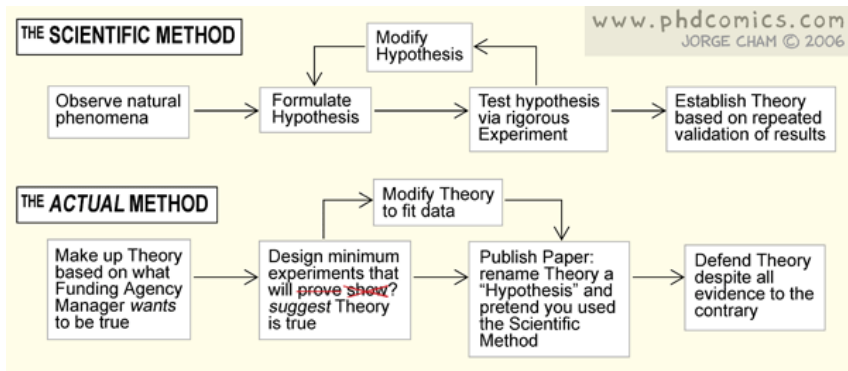 www.phdcomics.com
JORGE CHAM © 2006
THE SCIENTIFIC METHOD
Modify
Hypothesis
Observe natural
phenomena
Formulate
Hypothesis
Test hypothesis
via rigorous
Experiment
Establish Theory
based on repeated
validation of results
THE ACTUAL METHOD
Modify Theory
to fit data
Make up Theory
based on what
Funding Agency
Manager wants
to be true
Design minimum
experiments that
will prove show?
suggest Theory
is true
Publish Paper:
rename Theory a
“Hypothesis” and
pretend you used
the Scientific
Method
Defend Theory
despite all
evidence to the
contrary